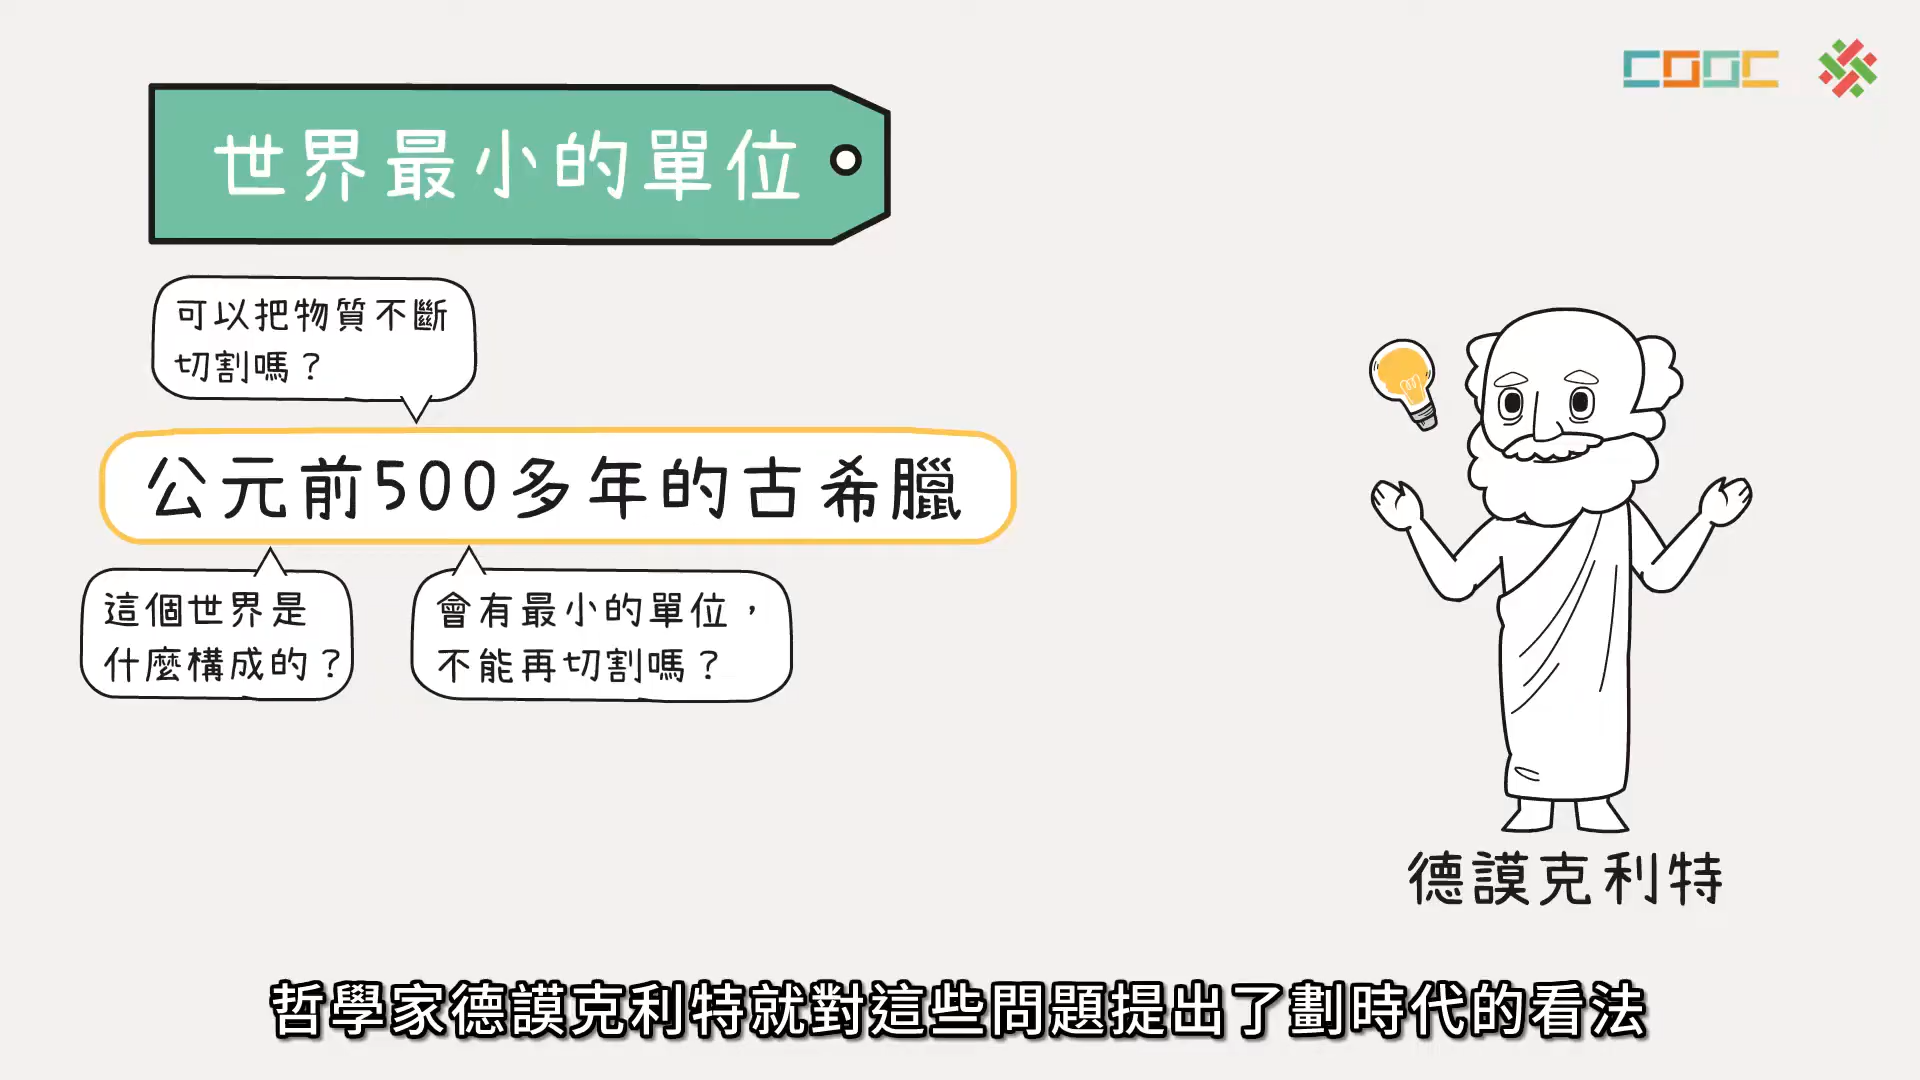 COOC
世界最小的單位
可以把物質不斷
切割嗎？
公元前500多年的古希臘
這個世界是
什麼構成的？
會有最小的單位，
不能再切割嗎？
德謨克利特
哲學家德謨克利特就對這些問題提出了劃時代的看法